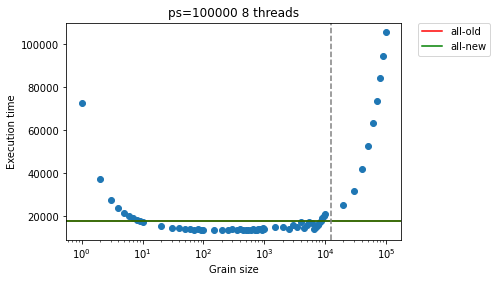 ps=100000 8 threads
all-old
all-new
100000
80000
60000
40000
20000
Execution time
10⁰
10¹
10²
10³
10⁴
10⁵
Grain size